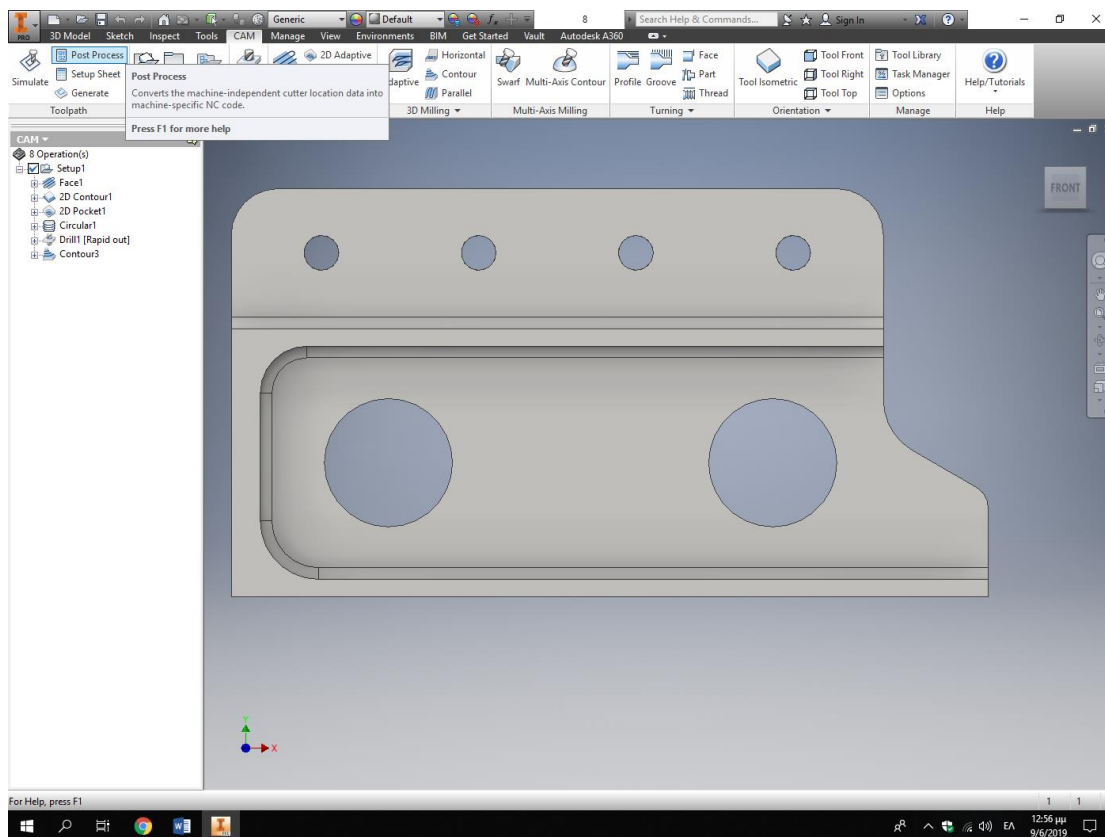 Generic Default 8 Search Help & Commands... Sign In
PRO 3D Model Sketch Inspect Tools CAM Manage View Environments BIM Get Started Vault Autodesk A360
Post Process 2D Adaptive Horizontal Face Tool Front Tool Library
Simulate Setup Sheet daptive Contour Swarf Multi-Axis Contour Profile Groove Part Tool Isometric Tool Right Task Manager Help/Tutorials
Generate Parallel Thread Tool Top Options
Toolpath 3D Milling Multi-Axis Milling Turning Orientation Manage Help
Post Process
Converts the machine-independent cutter location data into
machine-specific NC code.
Press F1 for more help
CAM
8 Operation(s)
Setup1
Face1
2D Contour1
2D Pocket1
Circular1
Drill1 [Rapid out]
Contour3
FRONT
Y
X
For Help, press F1 1 1
ΕΛ 12:56 μμ
9/6/2019